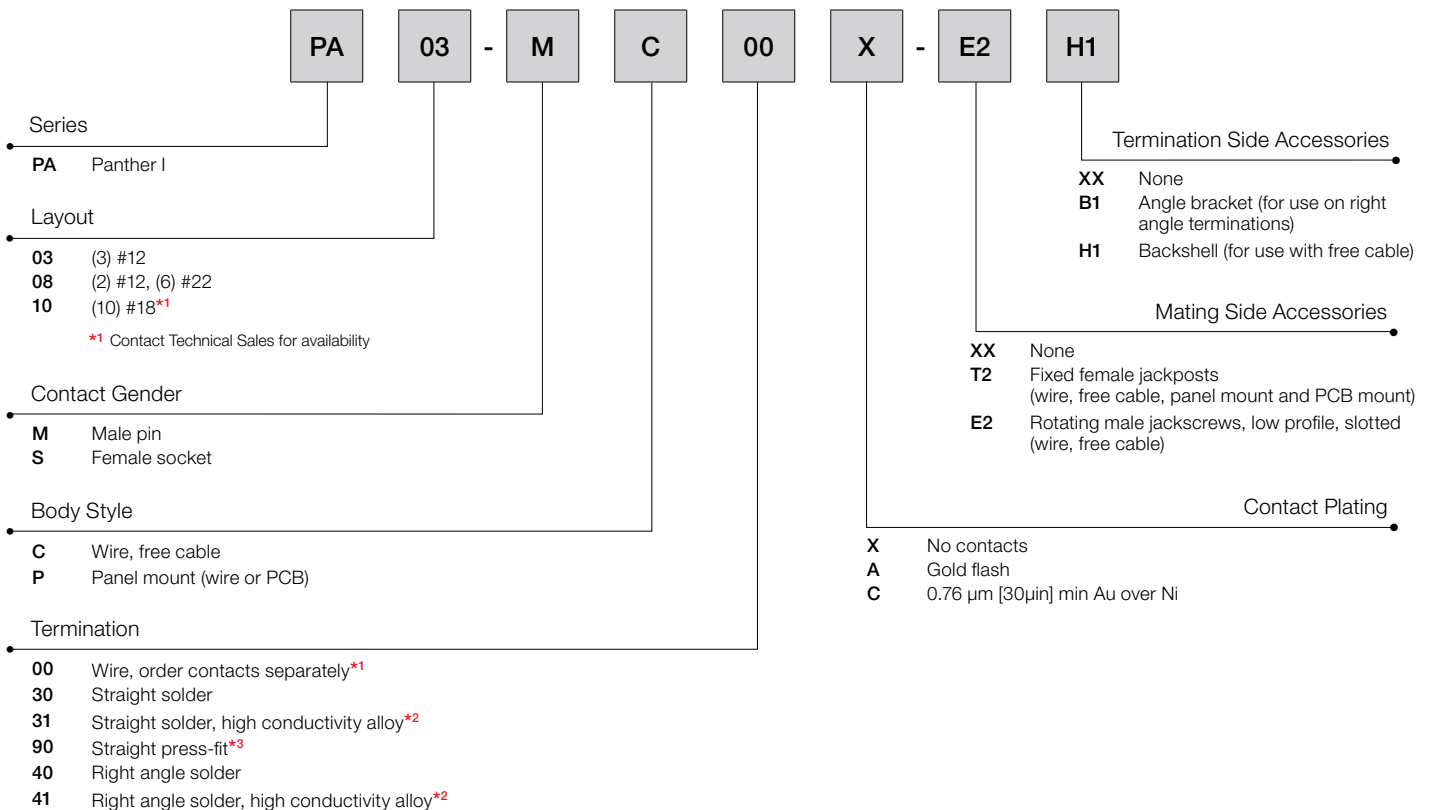 PA 03 - M C 00 X - E2 H1
Series
PA Panther I
Layout
03 (3) #12
08 (2) #12, (6) #22
10 (10) #18*1
*1 Contact Technical Sales for availability
Contact Gender
M Male pin
S Female socket
Body Style
C Wire, free cable
P Panel mount (wire or PCB)
Termination
00 Wire, order contacts separately*1
30 Straight solder
31 Straight solder, high conductivity alloy*2
90 Straight press-fit*3
40 Right angle solder
41 Right angle solder, high conductivity alloy*2
Termination Side Accessories
XX None
B1 Angle bracket (for use on right
angle terminations)
H1 Backshell (for use with free cable)
Mating Side Accessories
XX None
T2 Fixed female jackposts
(wire, free cable, panel mount and PCB mount)
E2 Rotating male jackscrews, low profile, slotted
(wire, free cable)
Contact Plating
X No contacts
A Gold flash
C 0.76 µm [30µin] min Au over Ni